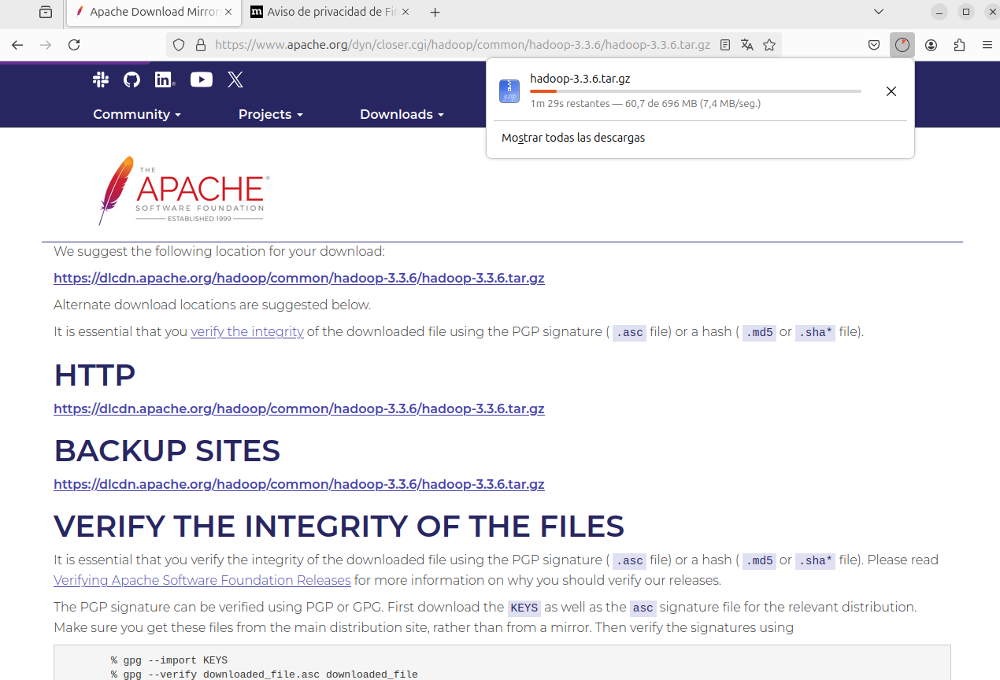 Apache Download Mirrors
Aviso de privacidad de Fir
https://www.apache.org/dyn/closer.cgi/hadoop/common/hadoop-3.3.6/hadoop-3.3.6.tar.gz
hadoop-3.3.6.tar.gz
1m 29s restantes — 60,7 de 696 MB (7,4 MB/seg.)
Mostrar todas las descargas
Community
Projects
Downloads
THE
APACHE®
SOFTWARE FOUNDATION
ESTABLISHED 1999
We suggest the following location for your download:
https://dlcdn.apache.org/hadoop/common/hadoop-3.3.6/hadoop-3.3.6.tar.gz
Alternate download locations are suggested below.
It is essential that you verify the integrity of the downloaded file using the PGP signature ( .asc file) or a hash ( .md5 or .sha* file).
HTTP
https://dlcdn.apache.org/hadoop/common/hadoop-3.3.6/hadoop-3.3.6.tar.gz
BACKUP SITES
https://dlcdn.apache.org/hadoop/common/hadoop-3.3.6/hadoop-3.3.6.tar.gz
VERIFY THE INTEGRITY OF THE FILES
It is essential that you verify the integrity of the downloaded file using the PGP signature ( .asc file) or a hash ( .md5 or .sha* file). Please read
Verifying Apache Software Foundation Releases for more information on why you should verify our releases.
The PGP signature can be verified using PGP or GPG. First download the KEYS as well as the asc signature file for the relevant distribution.
Make sure you get these files from the main distribution site, rather than from a mirror. Then verify the signatures using
% gpg --import KEYS
% gpg --verify downloaded_file.asc downloaded_file